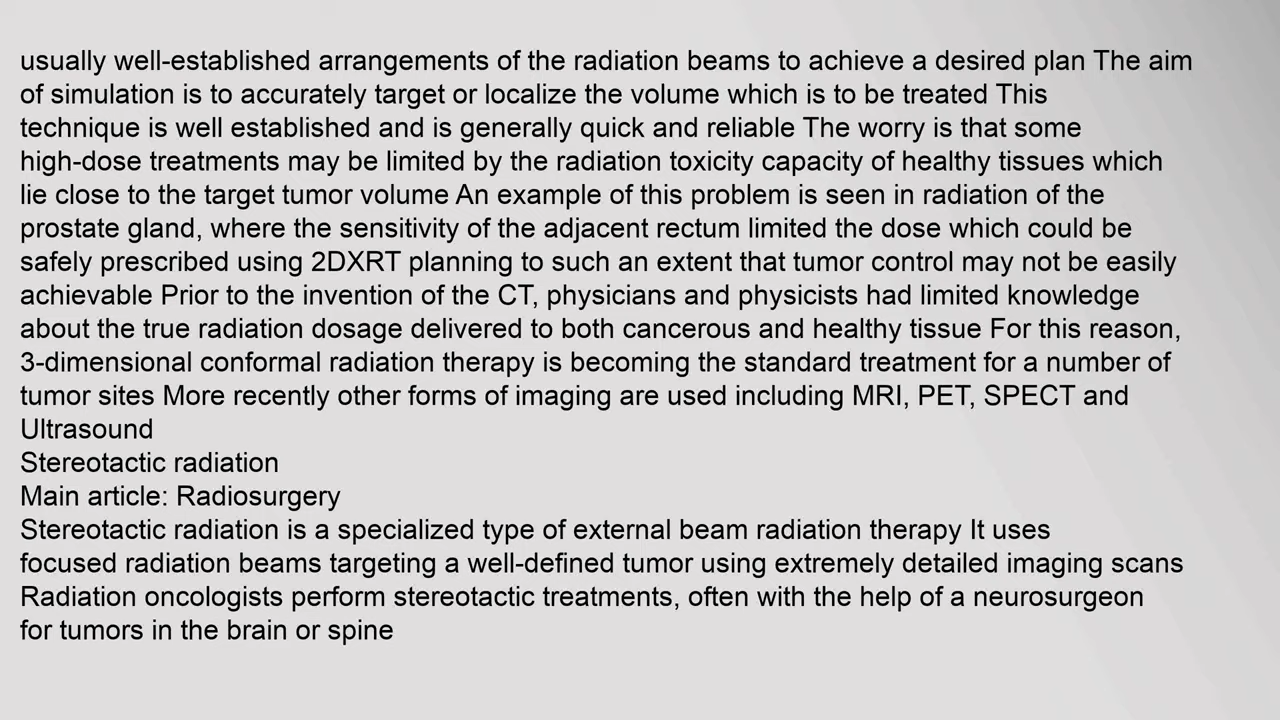 usually well-established arrangements of the radiation beams to achieve a desired plan The aim
of simulation is to accurately target or localize the volume which is to be treated This
technique is well established and is generally quick and reliable The worry is that some
high-dose treatments may be limited by the radiation toxicity capacity of healthy tissues which
lie close to the target tumor volume An example of this problem is seen in radiation of the
prostate gland, where the sensitivity of the adjacent rectum limited the dose which could be
safely prescribed using 2DXRT planning to such an extent that tumor control may not be easily
achievable Prior to the invention of the CT, physicians and physicists had limited knowledge
about the true radiation dosage delivered to both cancerous and healthy tissue For this reason,
3-dimensional conformal radiation therapy is becoming the standard treatment for a number of
tumor sites More recently other forms of imaging are used including MRI, PET, SPECT and
Ultrasound
Stereotactic radiation
Main article: Radiosurgery
Stereotactic radiation is a specialized type of external beam radiation therapy It uses
focused radiation beams targeting a well-defined tumor using extremely detailed imaging scans
Radiation oncologists perform stereotactic treatments, often with the help of a neurosurgeon
for tumors in the brain or spine